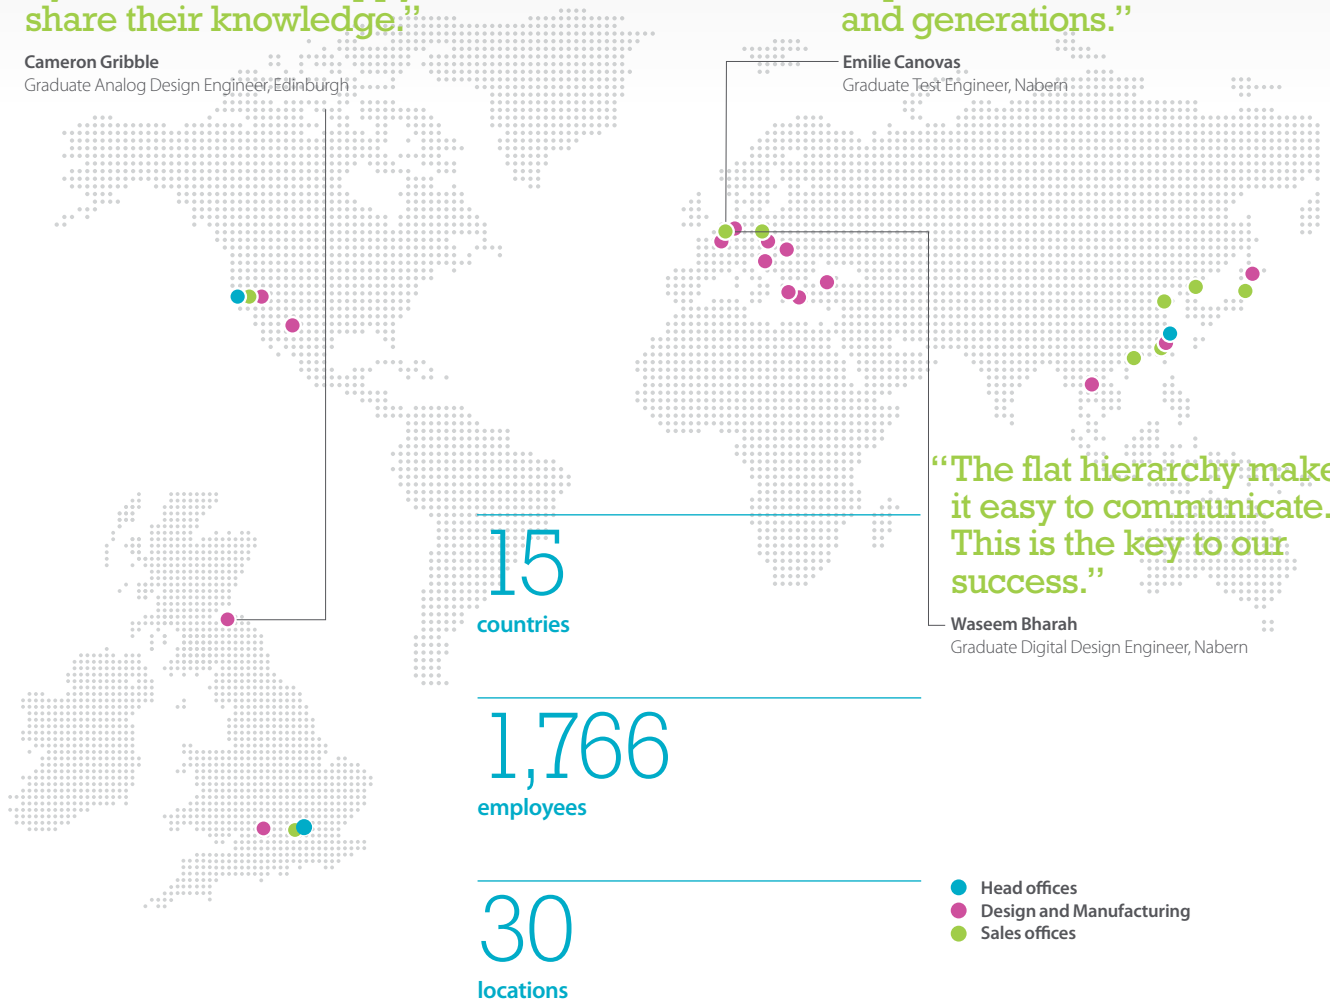 share their knowledge.”
Cameron Gribble
Graduate Analog Design Engineer, Edinburgh
and generations.”
Emilie Canovas
Graduate Test Engineer, Nabern
“The flat hierarchy make
it easy to communicate.
This is the key to our
success.”
Waseem Bharah
Graduate Digital Design Engineer, Nabern
15
countries
1,766
employees
30
locations
Head offices
Design and Manufacturing
Sales offices